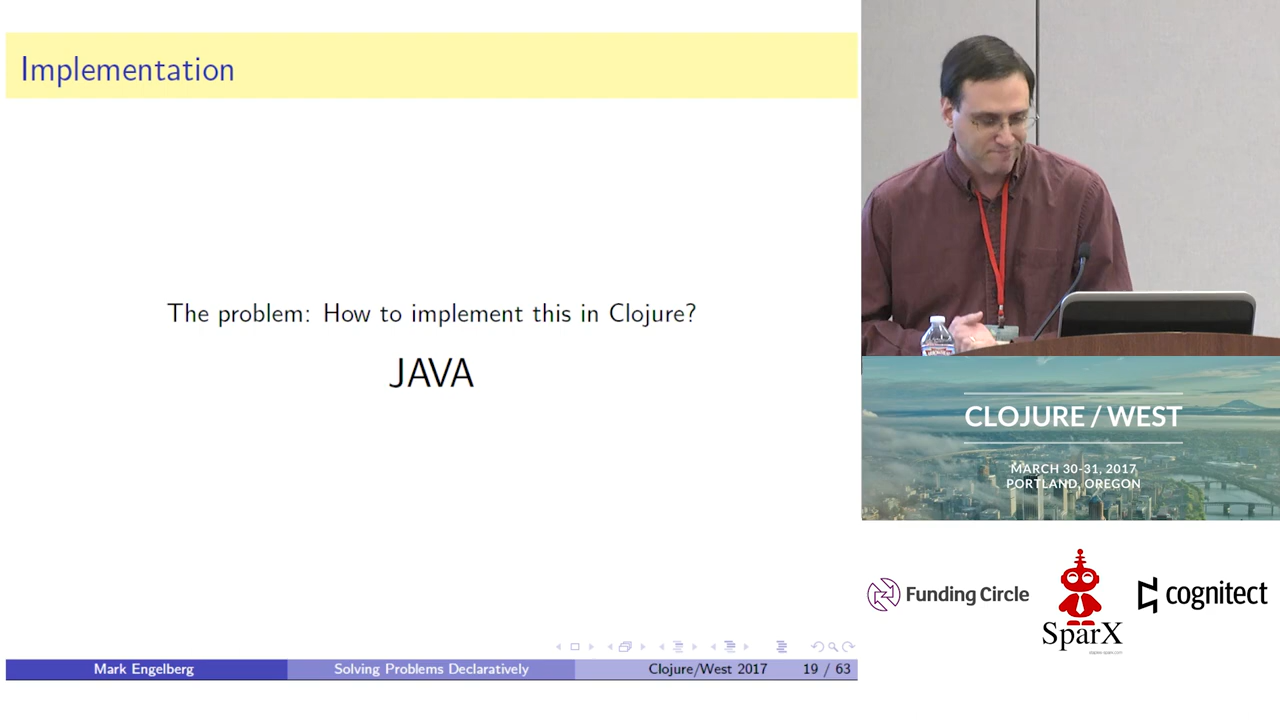 Implementation
The problem: How to implement this in Clojure?
JAVA
Mark Engelberg
Solving Problems Declaratively
Clojure/West 2017
19 / 63
CLOJURE / WEST
MARCH 30-31, 2017
PORTLAND, OREGON
Funding Circle
SparX
cognitect